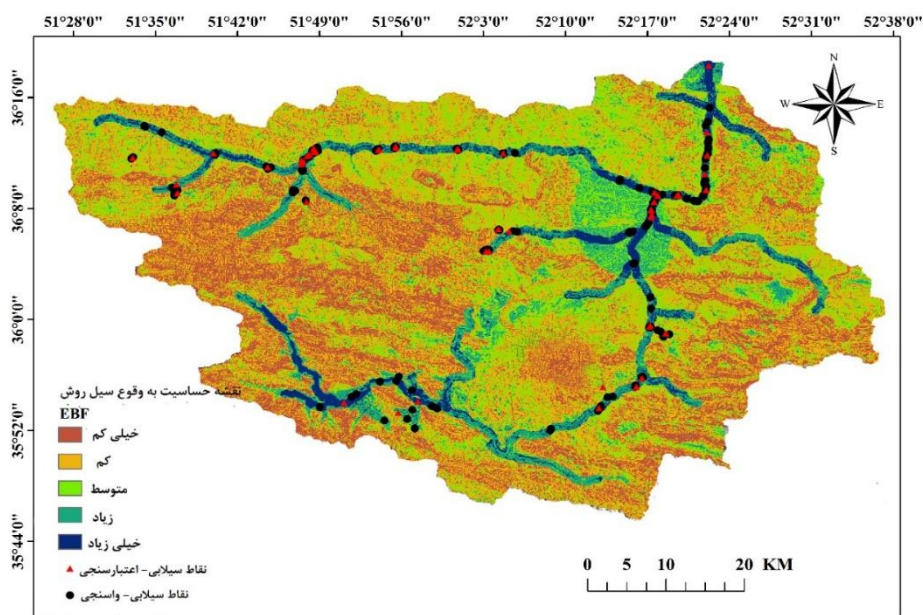 51°28'0" 51°35'0" 51°42'0" 51°49'0" 51°56'0" 52°3'0" 52°10'0" 52°17'0" 52°24'0" 52°31'0" 52°38'0"
36°16'0"
36°8'0"
36°0'0"
35°52'0"
35°44'0"
N
W E
S
نقشه حساسیت به وقوع سیل روش
EBF
خیلی کم
کم
متوسط
زیاد
خیلی زیاد
نقاط سیلابی- اعتبارسنجی
نقاط سیلابی- واسنجی
0 5 10 20 KM